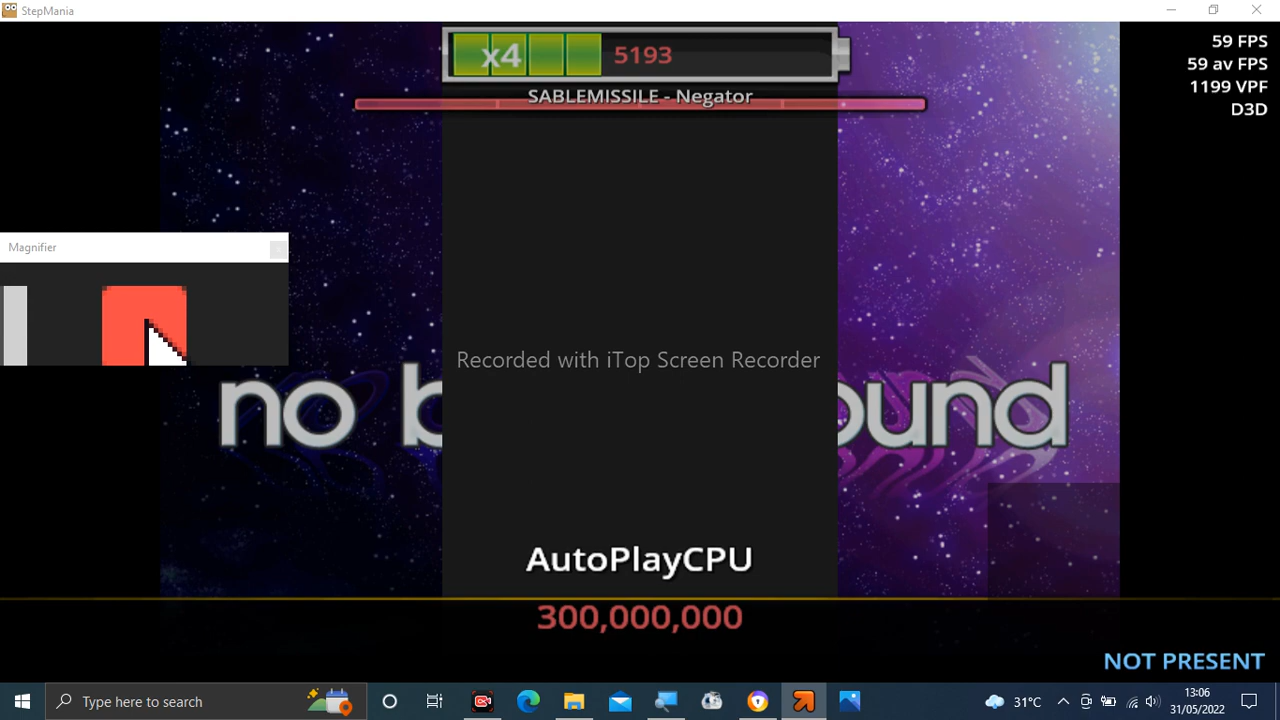 StepMania
59 FPS
59 av FPS
1199 VPF
D3D
x4 5193
SABLEMISSILE - Negator
Magnifier
Recorded with iTop Screen Recorder
no b ound
AutoPlayCPU
300,000,000
NOT PRESENT
Type here to search
31°C
13:06
31/05/2022